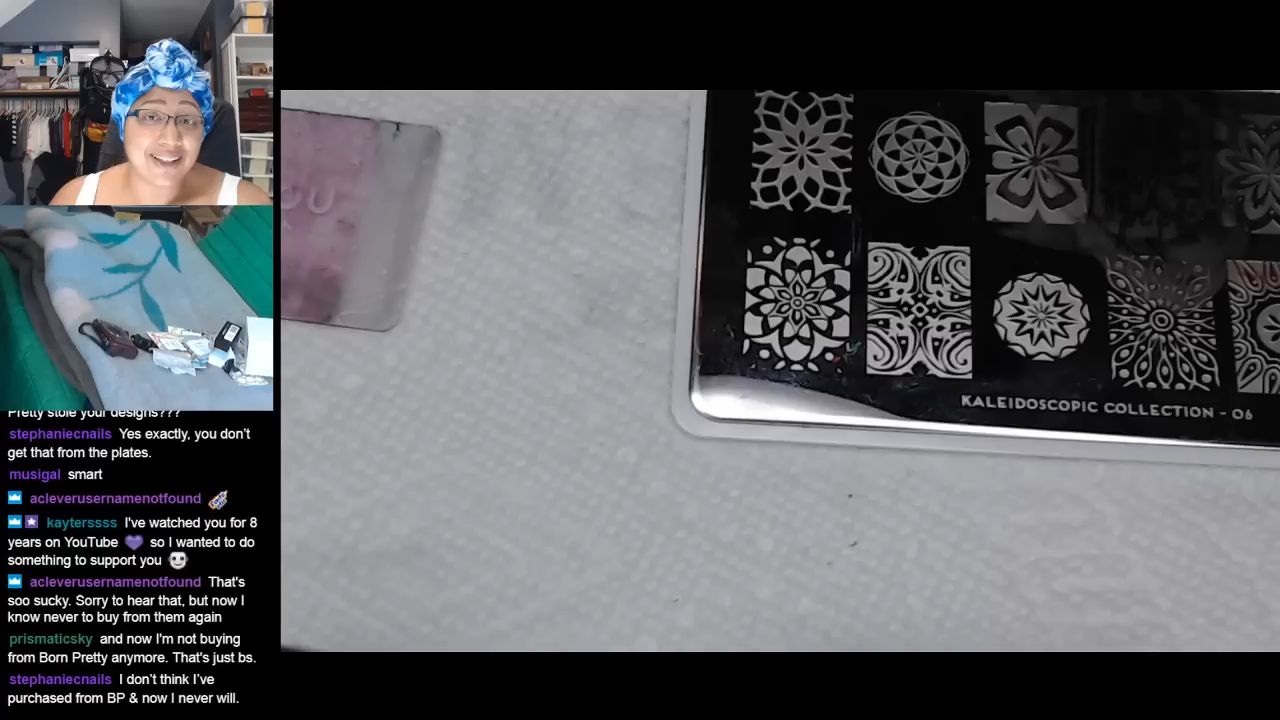 OU
KALEIDOSCOPIC COLLECTION - 06
Pretty stole your designs???
stephaniecnails Yes exactly, you don't
get that from the plates.
musigal smart
acleverusernamenotfound
kayterssss I've watched you for 8
years on YouTube 💜 so I wanted to do
something to support you
acleverusernamenotfound That's
soo sucky. Sorry to hear that, but now I
know never to buy from them again
prismaticsky and now I'm not buying
from Born Pretty anymore. That's just bs.
stephaniecnails I don't think I've
purchased from BP & now I never will.